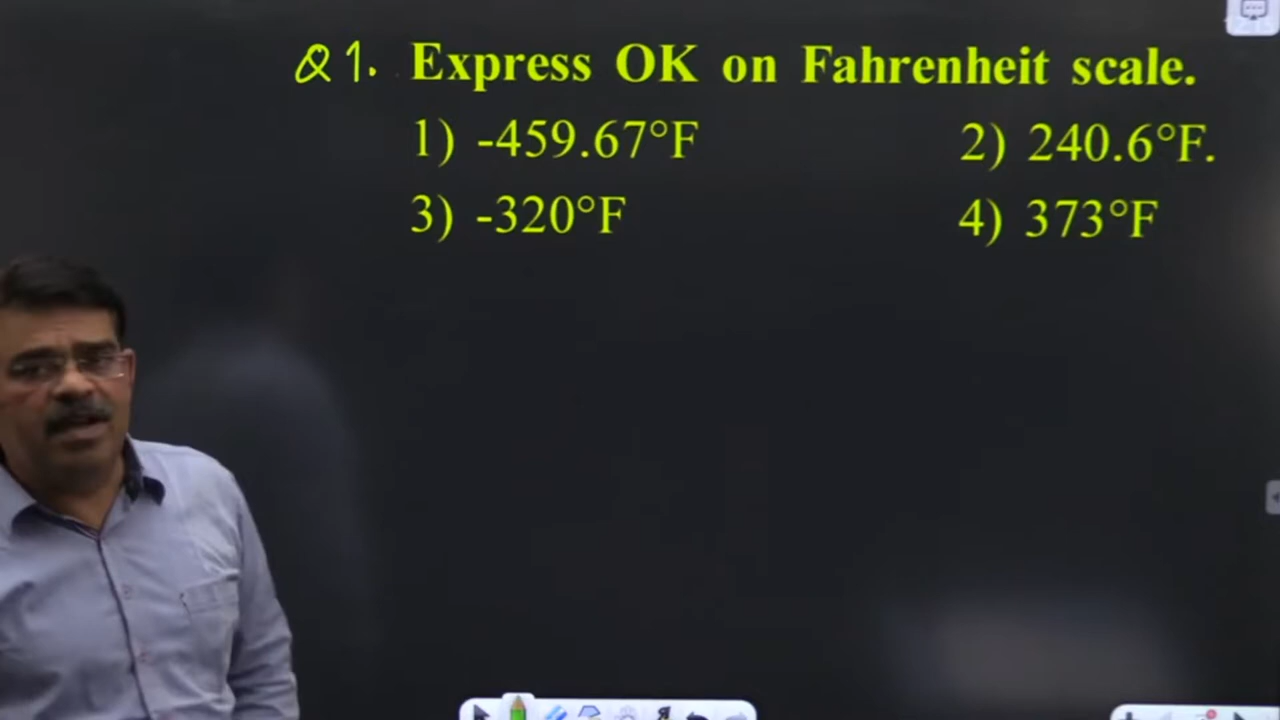 Q1. Express OK on Fahrenheit scale.
1) -459.67°F 2) 240.6°F.
3) -320°F 4) 373°F